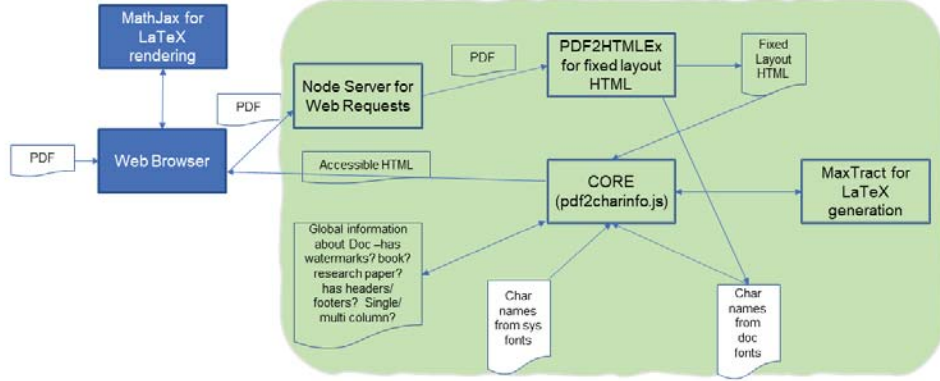 MathJax for
LaTeX
rendering
PDF
Web Browser
PDF
Node Server for
Web Requests
PDF
PDF2HTMLEx
for fixed layout
HTML
Fixed
Layout
HTML
Accessible HTML
CORE
(pdf2charinfo.js)
MaxTract for
LaTeX
generation
Global information
about Doc –has
watermarks? book?
research paper?
has headers/
footers? Single/
multi column?
Char
names
from sys
fonts
Char
names
from
doc
fonts